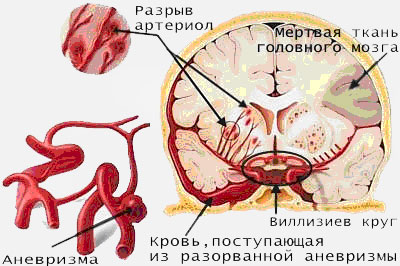 Разрыв
артериол
Мертвая ткань
головного мозга
Виллизиев круг
Аневризма
Кровь, поступающая
из разорванной аневризмы